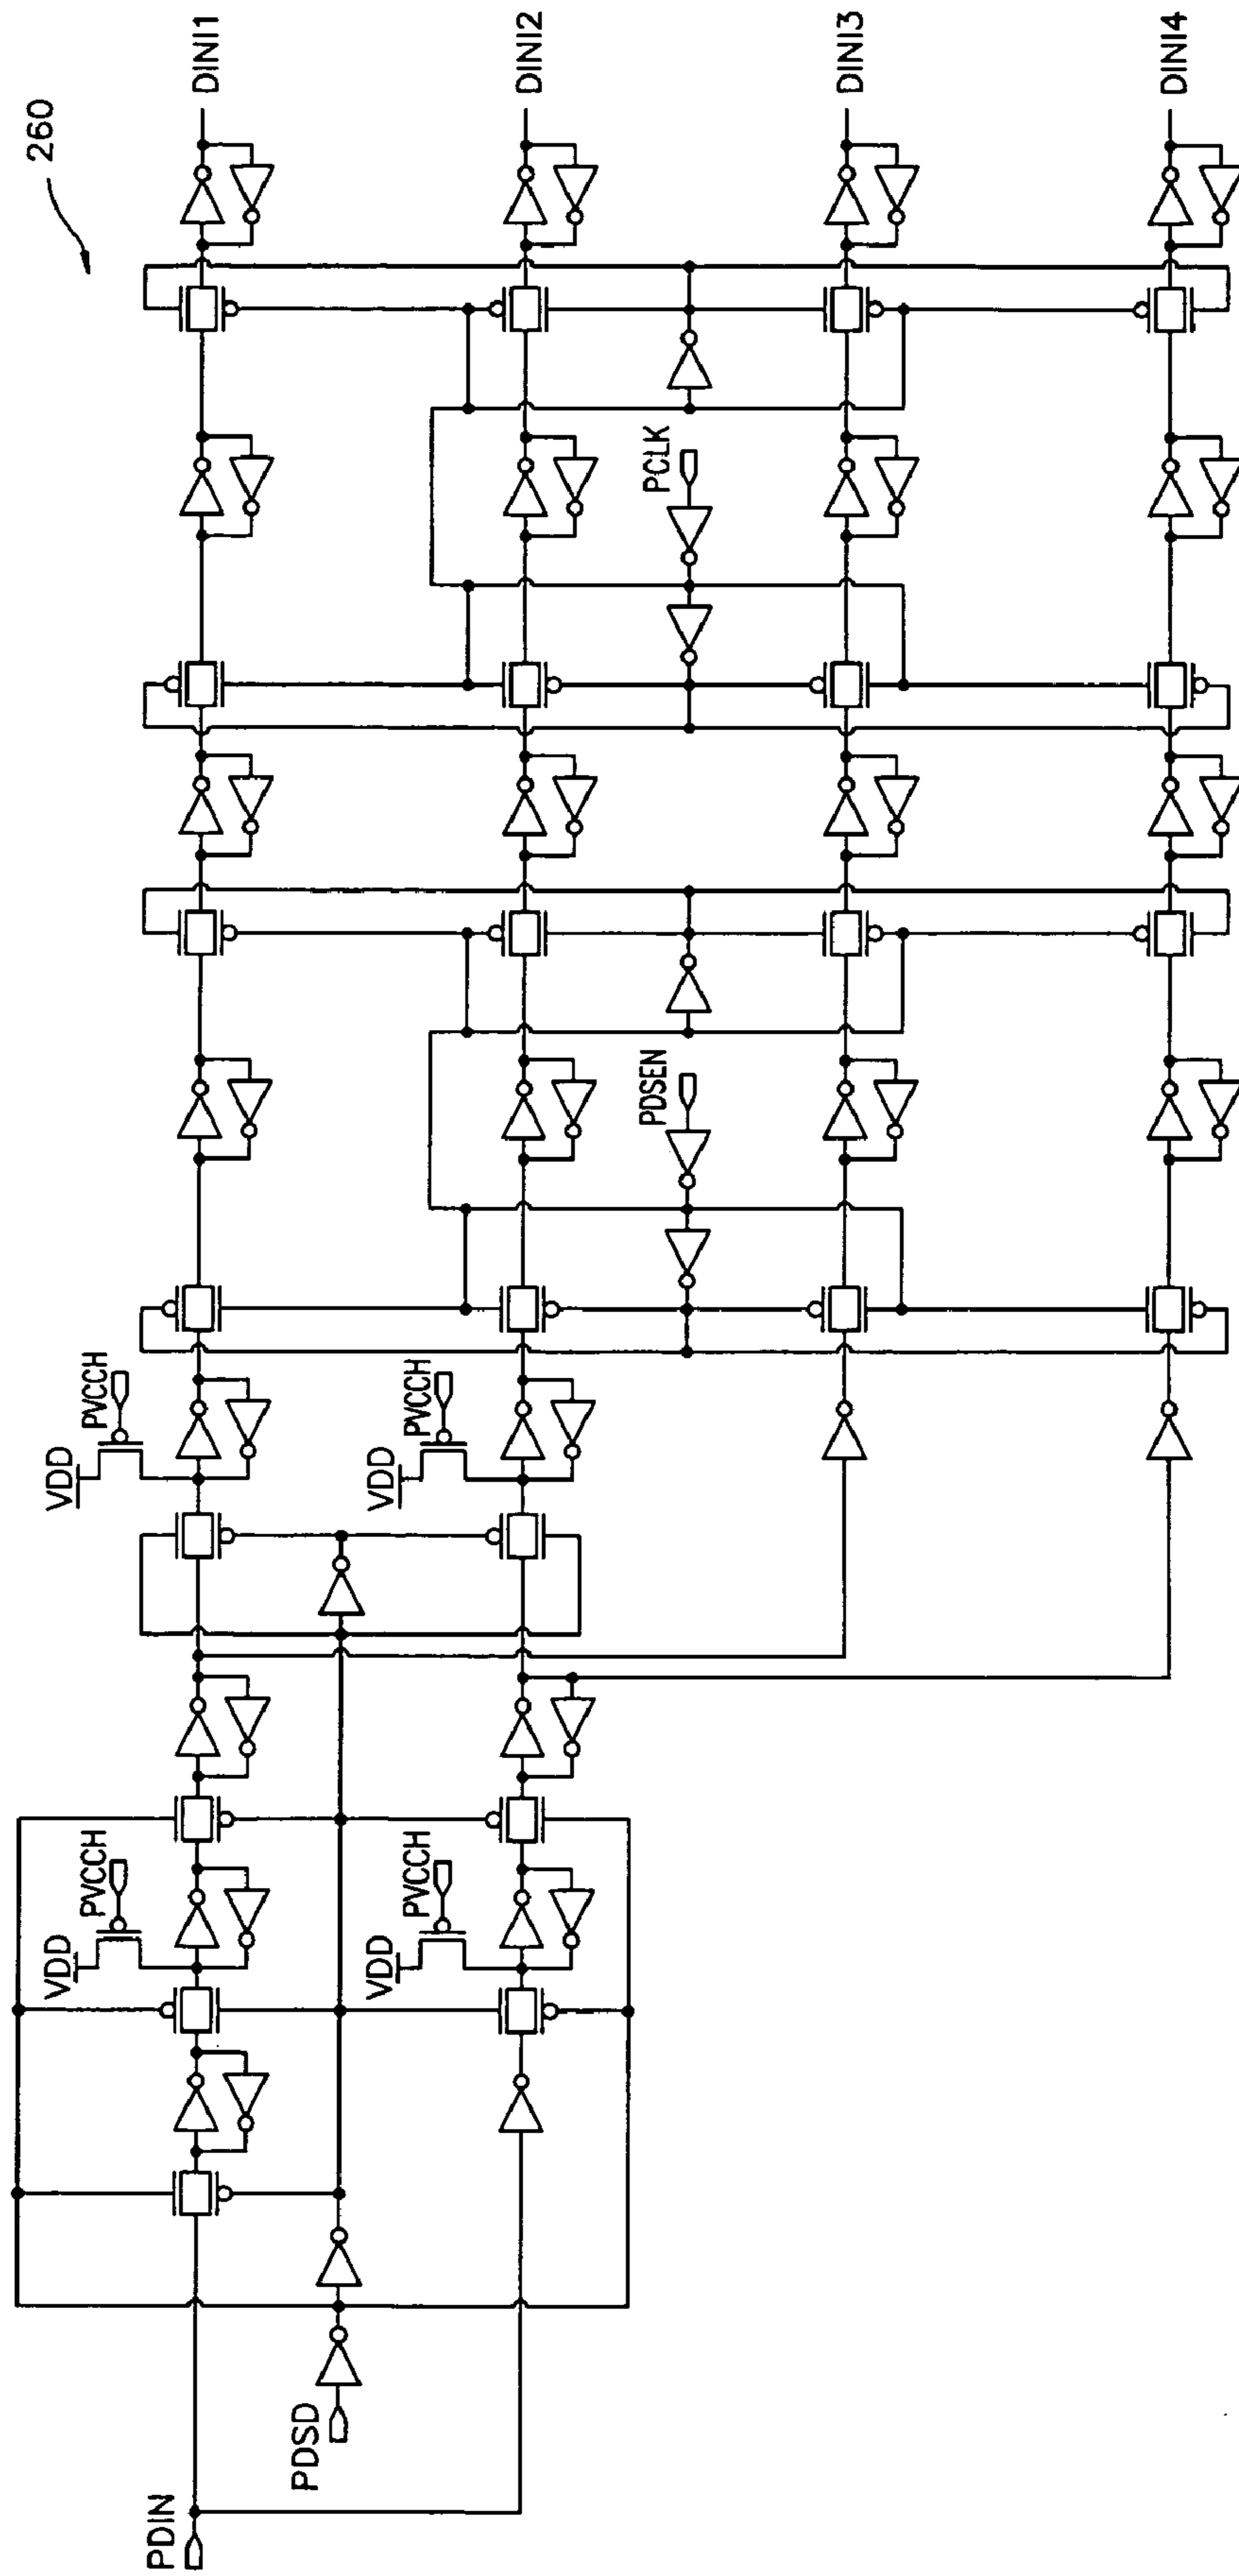 260
DINI1
DINI2
DINI3
DINI4
PCLK
PDSEN
VDD
PVCCH
VDD
PVCCH
VDD
PVCCH
VDD
PVCCH
PDSD
PDIN